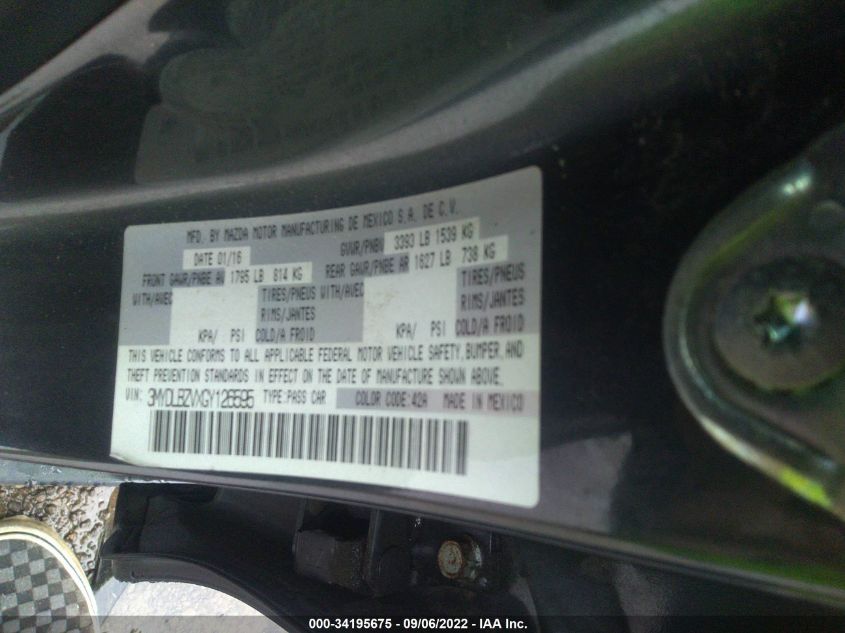 MFD. BY MAZDA MOTOR MANUFACTURING DE MEXICO S.A. DE C.V.
DATE 01/16 GVWR/PNBV 3393 LB 1539 KG
FRONT GAWR/PNBE AV 1795 LB 814 KG REAR GAWR/PNBE AR 1627 LB 738 KG
WITH/AVEC TIRES/PNEUS WITH/AVEC TIRES/PNEUS
RIMS/JANTES RIMS/JANTES
KPA/ PSI COLD/A FROID KPA/ PSI COLD/A FROID
THIS VEHICLE CONFORMS TO ALL APPLICABLE FEDERAL MOTOR VEHICLE SAFETY, BUMPER, AND
THEFT PREVENTION STANDARDS IN EFFECT ON THE DATE OF MANUFACTURE SHOWN ABOVE.
VIN: 3MYDLBZVXGY126595 TYPE:PASS CAR COLOR CODE:42A MADE IN MEXICO
000-34195675 - 09/06/2022 - IAA Inc.